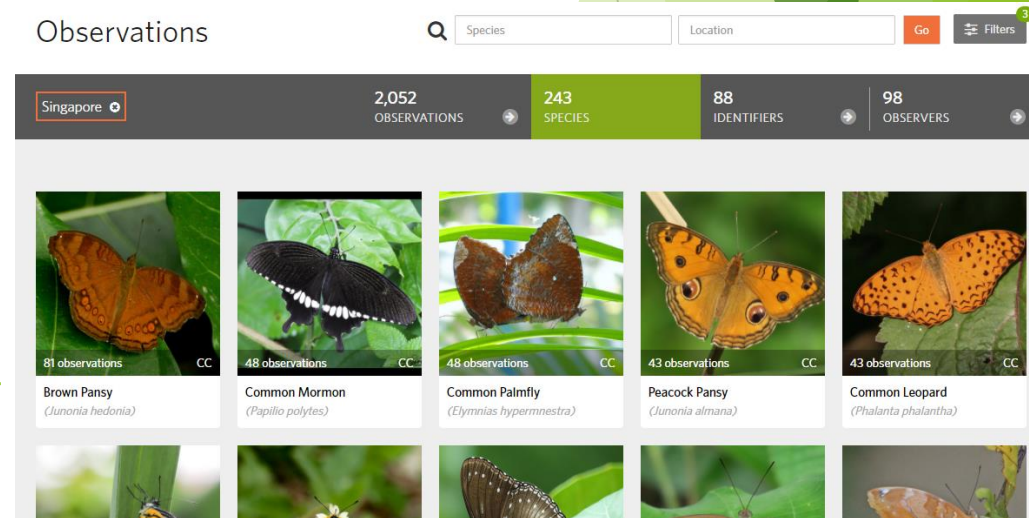 Observations
Species
Location
Go
Filters
3
Singapore
2,052
OBSERVATIONS
243
SPECIES
88
IDENTIFIERS
98
OBSERVERS
81 observations CC
48 observations CC
48 observations CC
43 observations CC
43 observations CC
Brown Pansy
(Junonia hedonia)
Common Mormon
(Papilio polytes)
Common Palmfly
(Elymnias hypermnestra)
Peacock Pansy
(Junonia almana)
Common Leopard
(Phalanta phalantha)